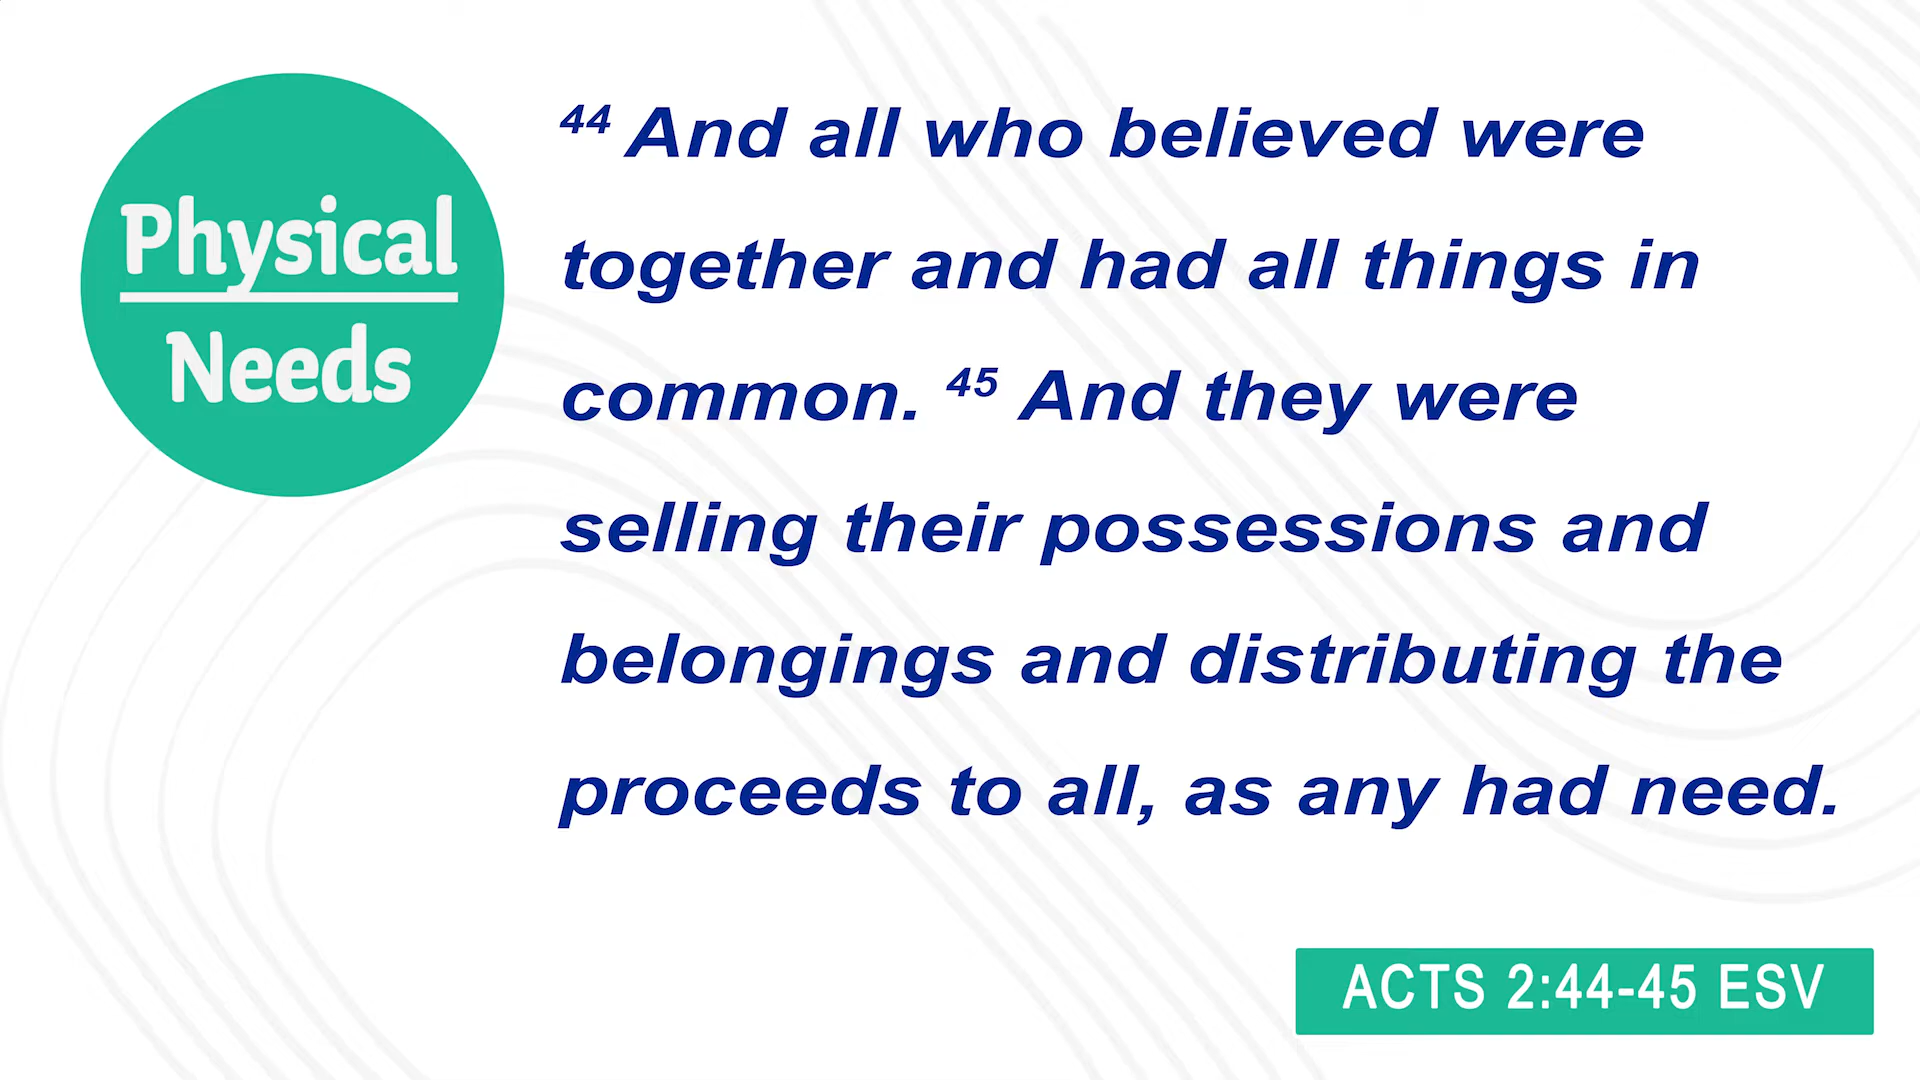 Physical
Needs
44 And all who believed were
together and had all things in
common. 45 And they were
selling their possessions and
belongings and distributing the
proceeds to all, as any had need.
ACTS 2:44-45 ESV